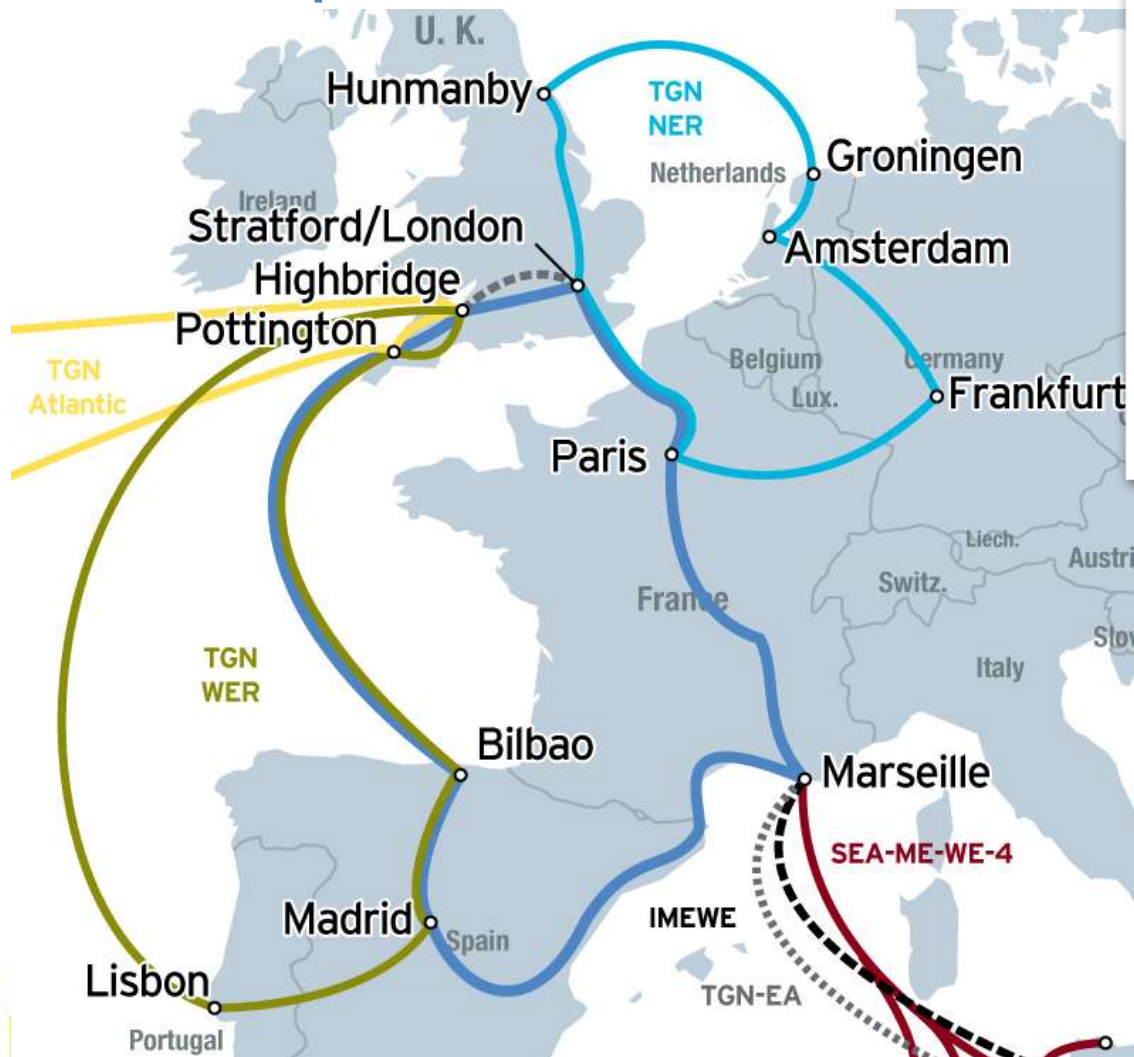 U. K.
Hunmanby
TGN
NER
Groningen
Netherlands
Ireland
Stratford/London
Amsterdam
Highbridge
Pottington
TGN
Atlantic
Belgium
Germany
Lux.
Frankfurt
Paris
Liech.
Austri
Switz.
France
Slov
Italy
TGN
WER
Bilbao
Marseille
SEA-ME-WE-4
IMEWE
Madrid
Spain
Lisbon
TGN-EA
Portugal